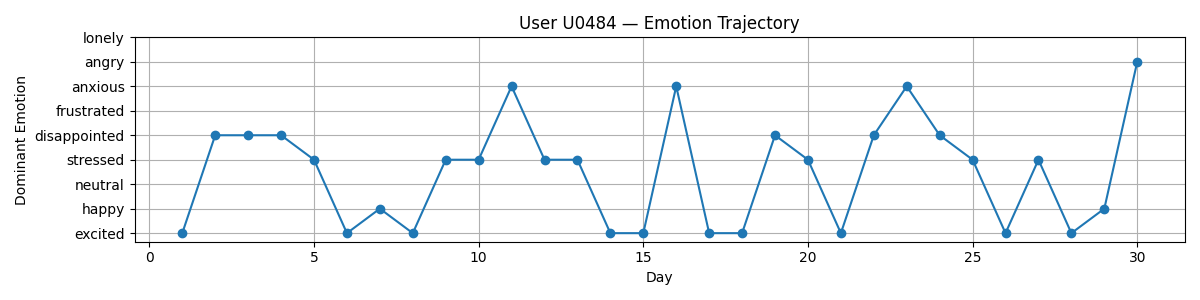 User U0484 — Emotion Trajectory
Dominant Emotion
lonely
angry
anxious
frustrated
disappointed
stressed
neutral
happy
excited
0 5 10 15 20 25 30
Day